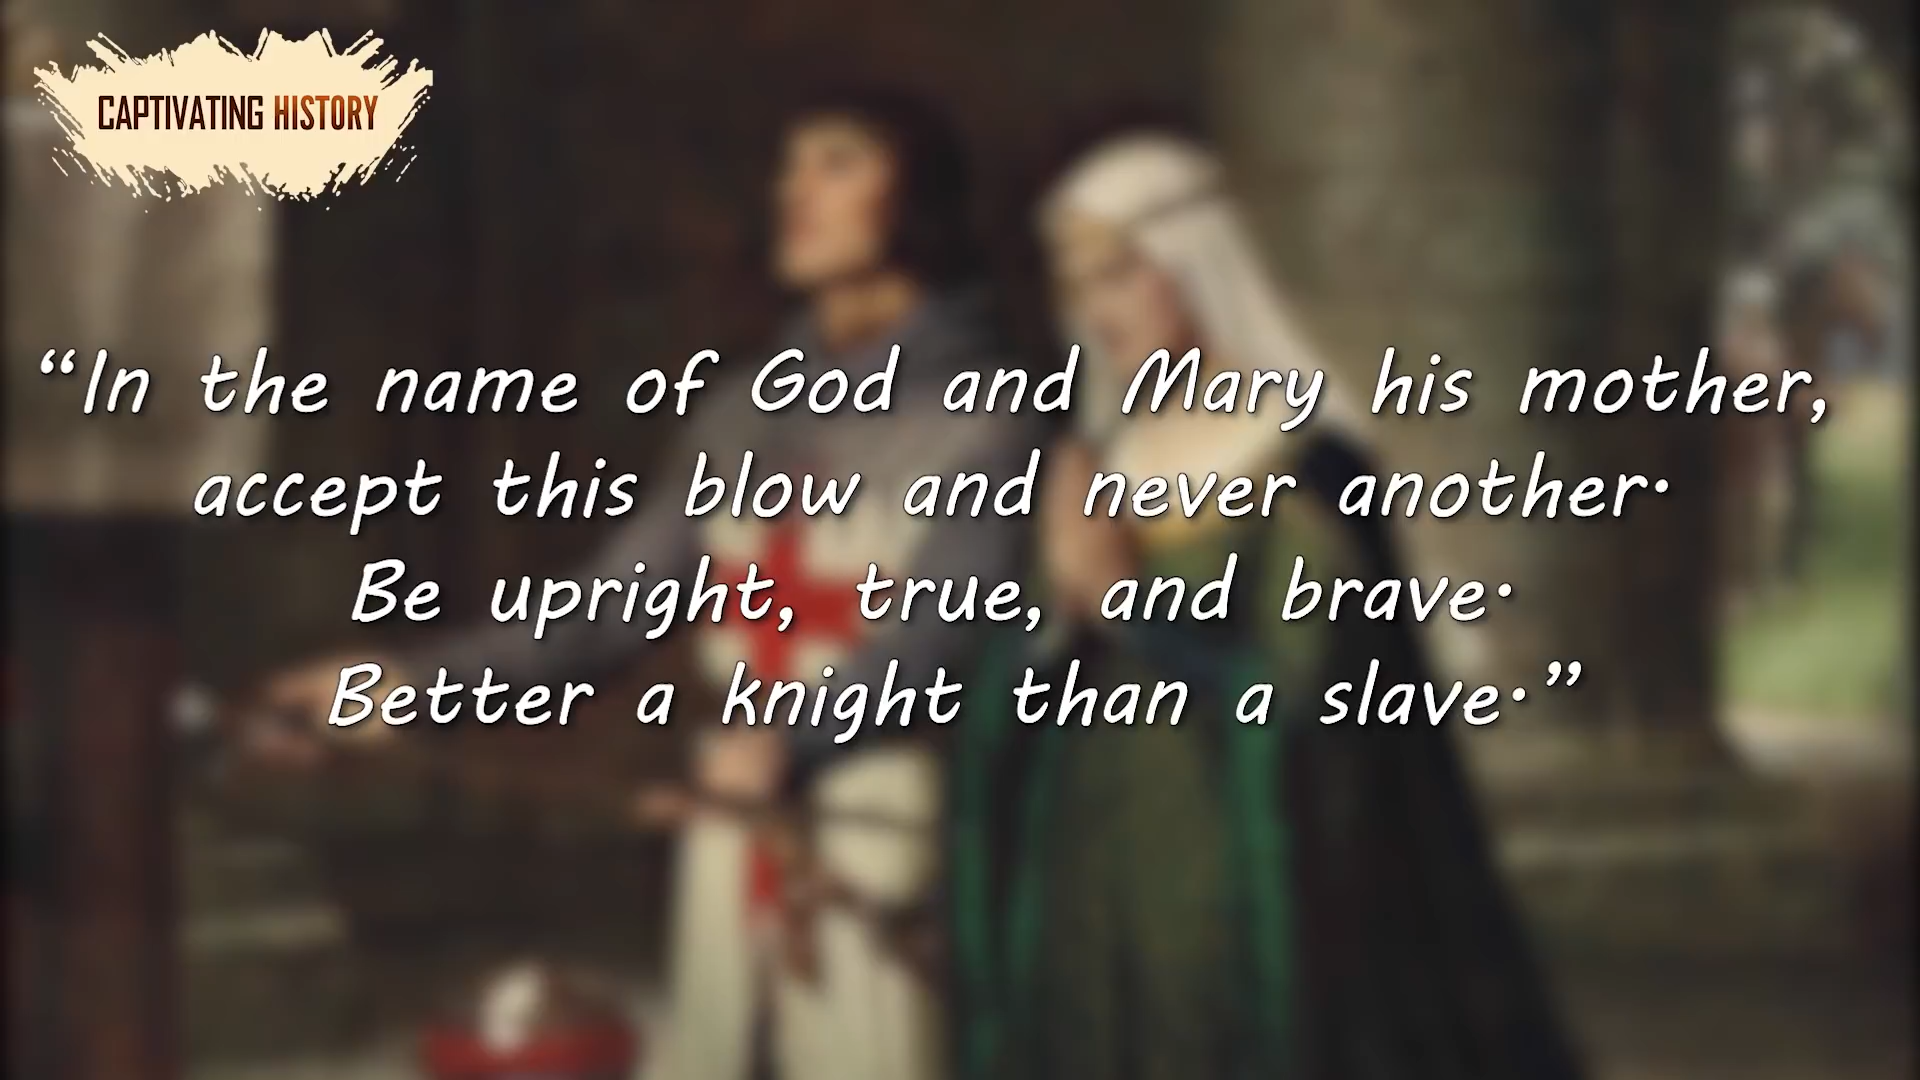 CAPTIVATING HISTORY
“In the name of God and Mary his mother,
accept this blow and never another.
Be upright, true, and brave.
Better a knight than a slave.”